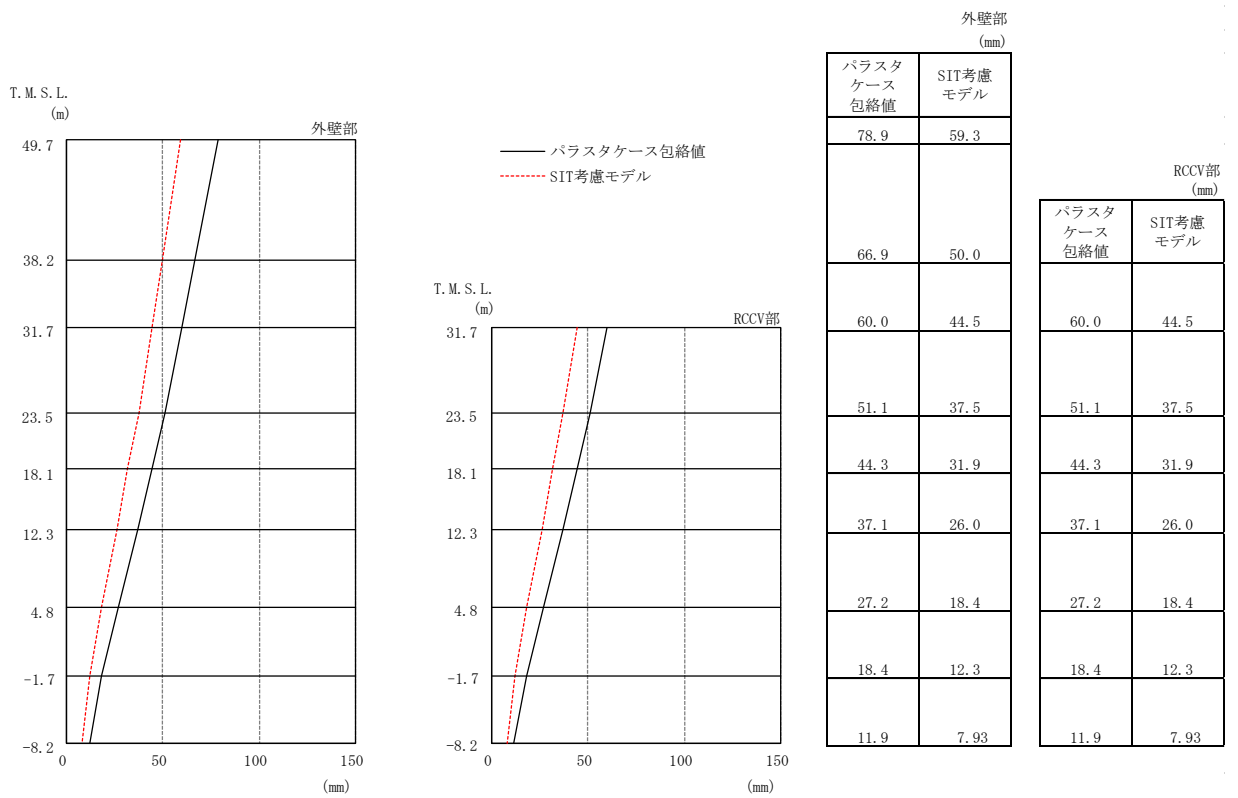 T.M.S.L.
(m)
外壁部
49.7
38.2
31.7
23.5
18.1
12.3
4.8
-1.7
-8.2
0 50 100 150
(mm)
パラスタケース包絡値
SIT考慮モデル
T.M.S.L.
(m)
RCCV部
31.7
23.5
18.1
12.3
4.8
-1.7
-8.2
0 50 100 150
(mm)
外壁部
(mm)
パラスタ
ケース
包絡値
SIT考慮
モデル
78.9 59.3
66.9 50.0
60.0 44.5
51.1 37.5
44.3 31.9
37.1 26.0
27.2 18.4
18.4 12.3
11.9 7.93
RCCV部
(mm)
パラスタ
ケース
包絡値
SIT考慮
モデル
60.0 44.5
51.1 37.5
44.3 31.9
37.1 26.0
27.2 18.4
18.4 12.3
11.9 7.93